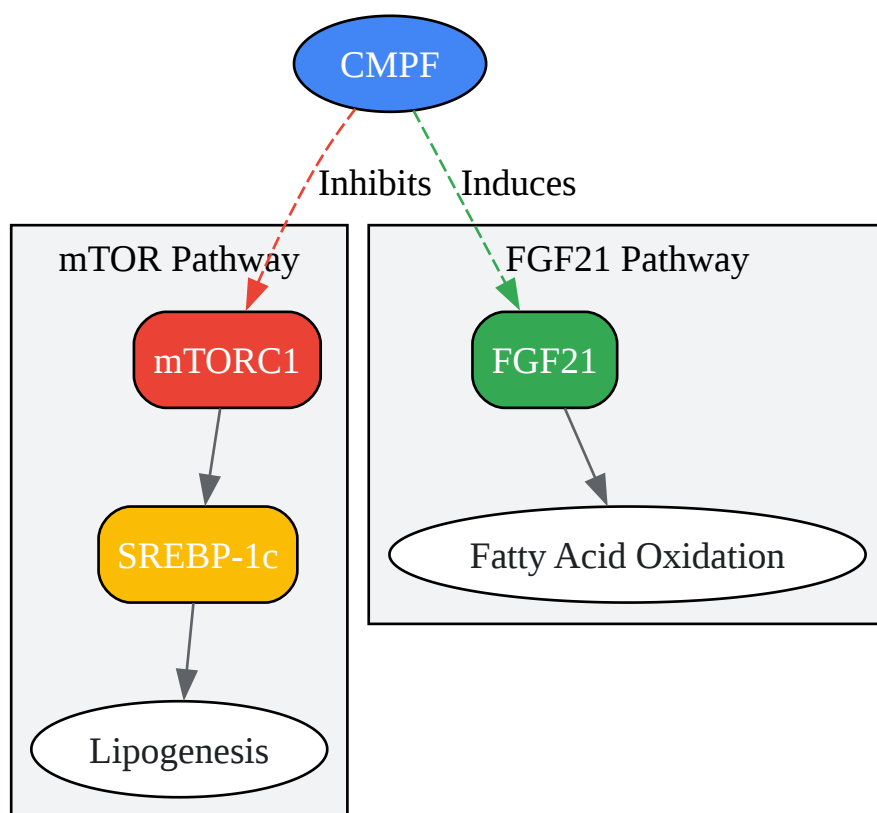 CMPF
Inhibits
Induces
mTOR Pathway
FGF21 Pathway
mTORC1
FGF21
SREBP-1c
Fatty Acid Oxidation
Lipogenesis